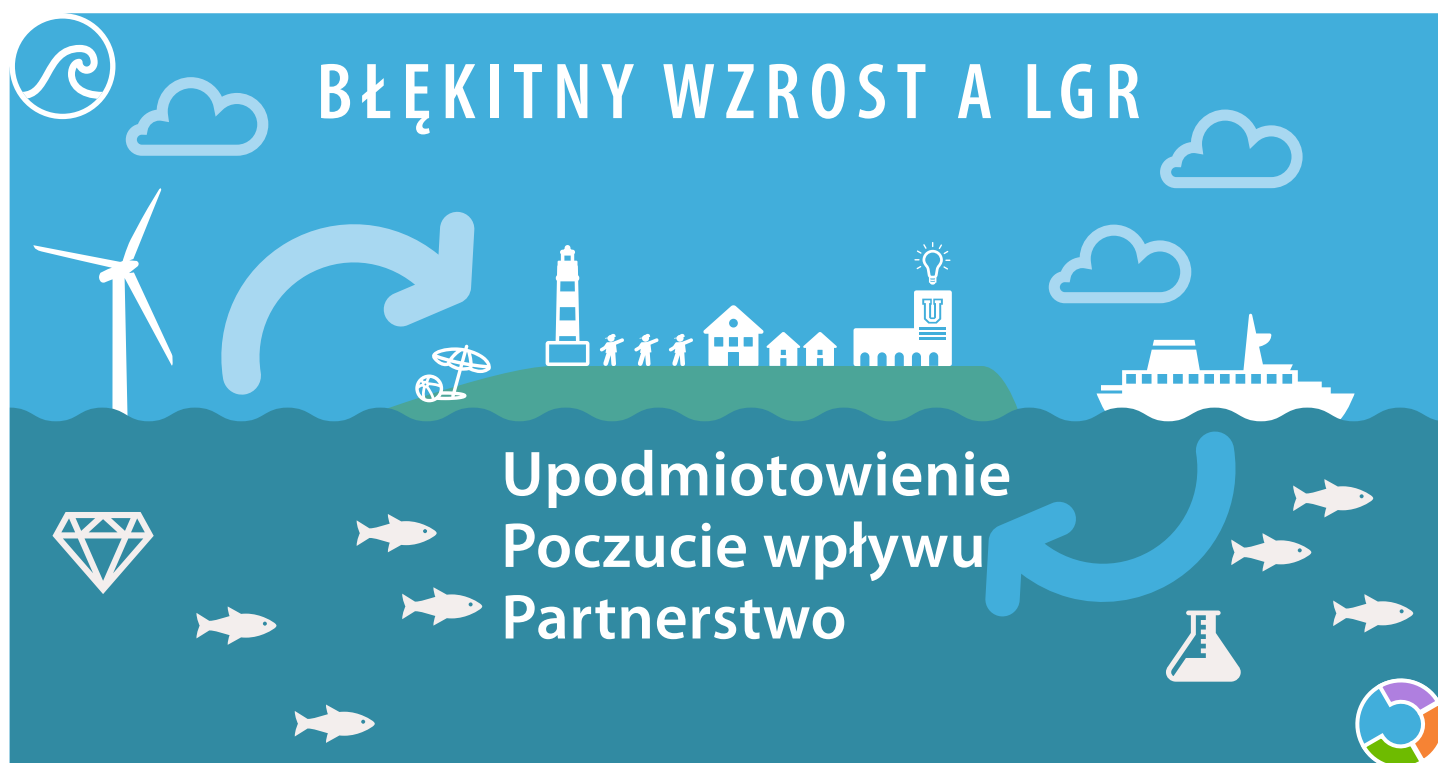 BŁĘKITNY WZROST A LGR
U
Upodmiotowienie
Poczucie wpływu
Partnerstwo